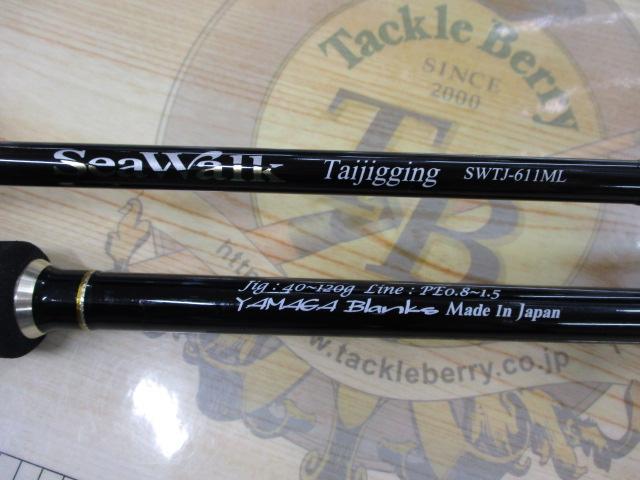 Tackle Berry
SINCE
2000
TB
SeaWalk Taijigging SWTJ-611ML
Jig : 40~120g Line : PE0.8~1.5
YAMAGA Blanks Made In Japan
www.tackleberry.co.jp